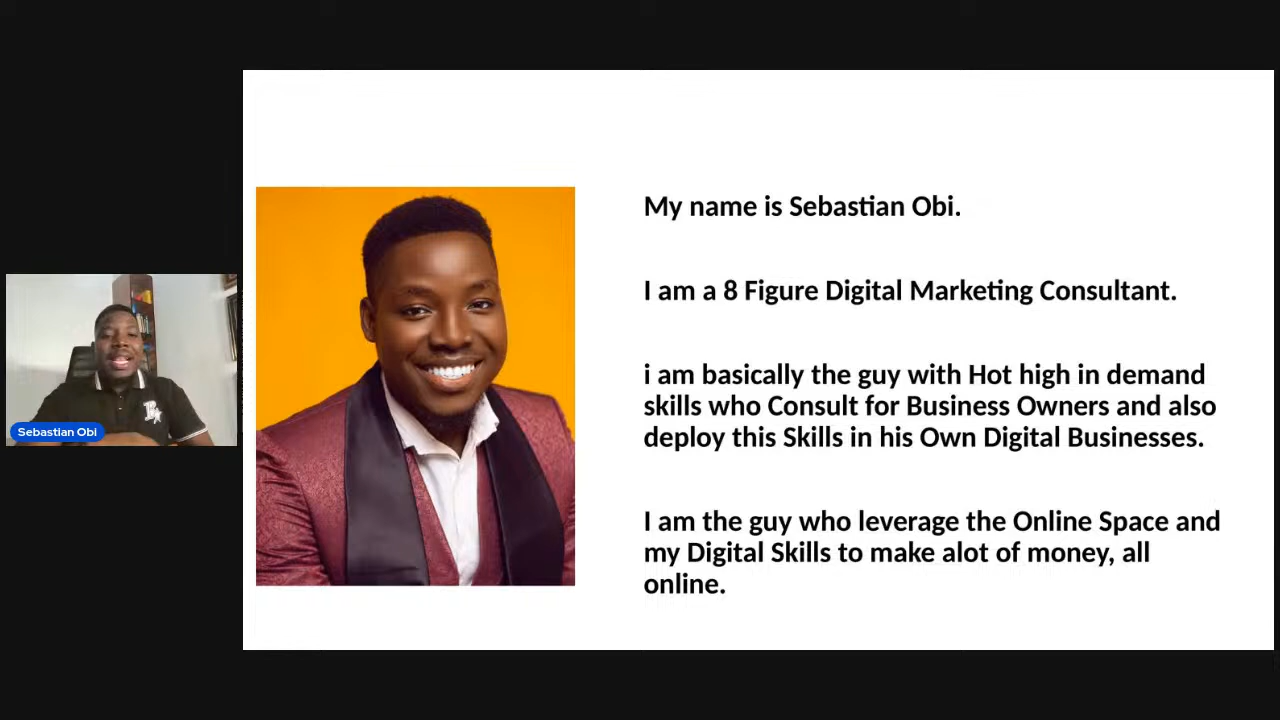 My name is Sebastian Obi.
I am a 8 Figure Digital Marketing Consultant.
i am basically the guy with Hot high in demand
skills who Consult for Business Owners and also
deploy this Skills in his Own Digital Businesses.
I am the guy who leverage the Online Space and
my Digital Skills to make alot of money, all
online.
Sebastian Obi